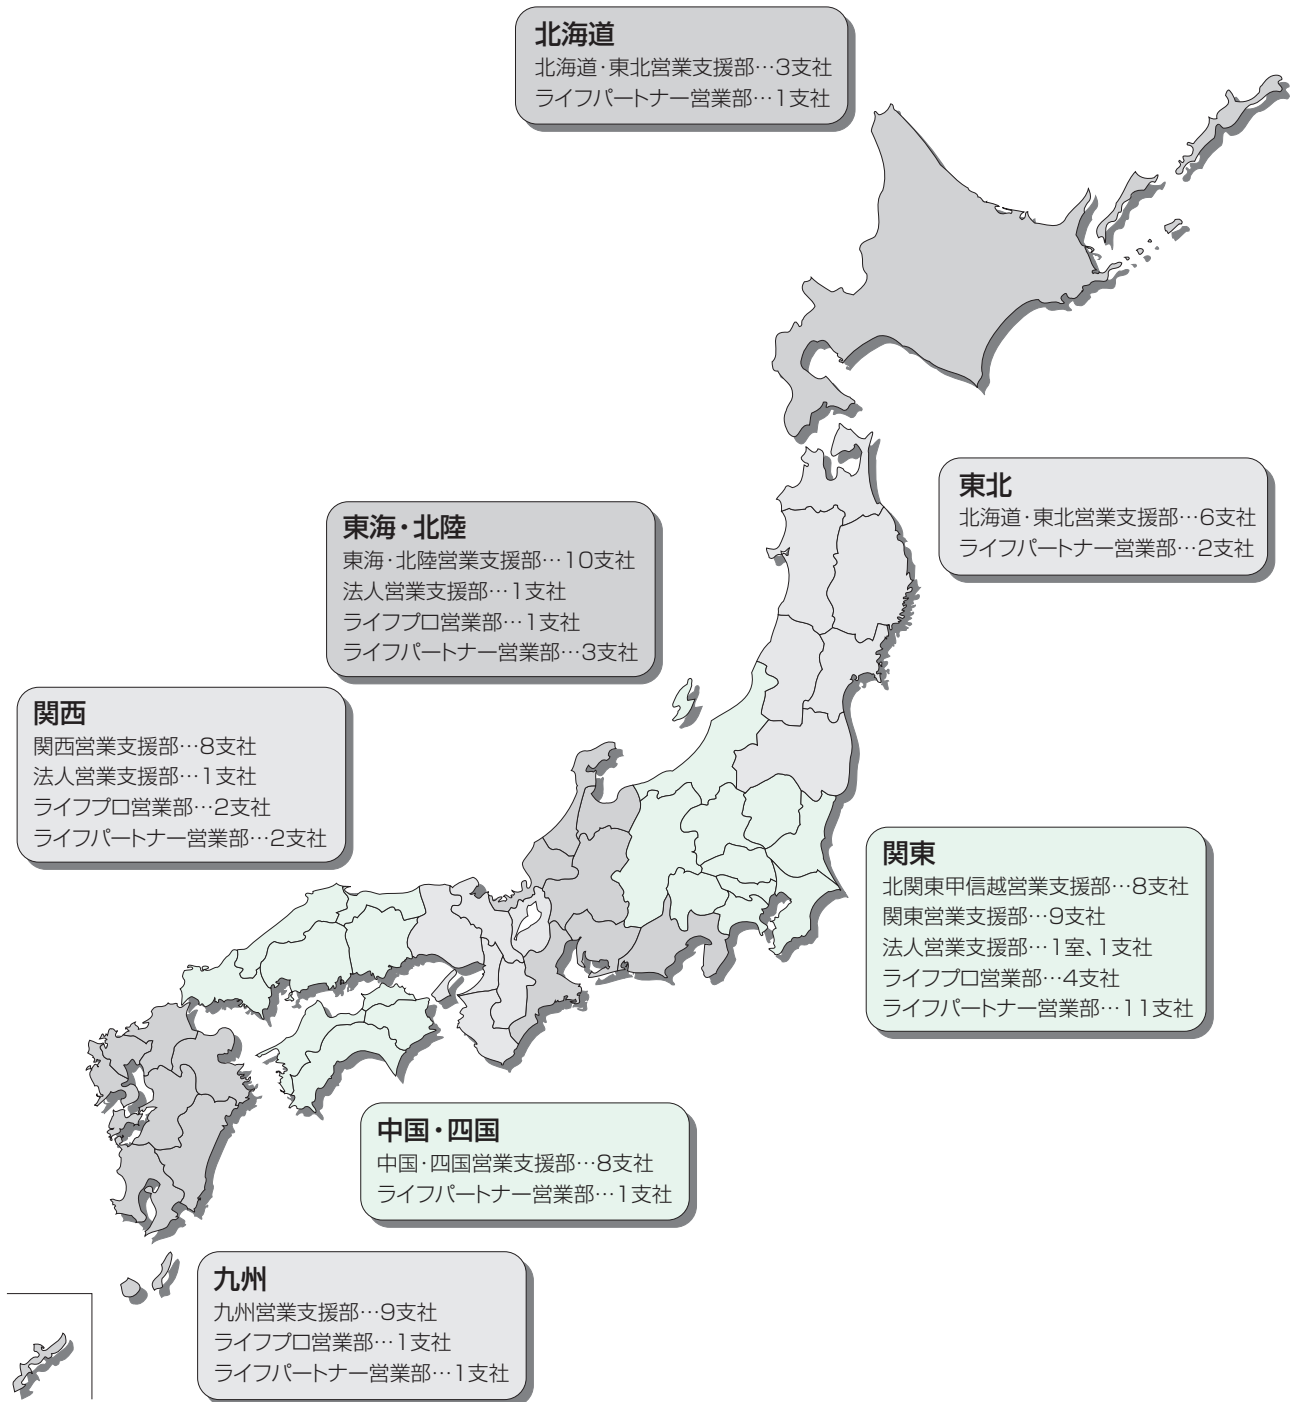 北海道
北海道・東北営業支援部…3支社
ライフパートナー営業部…1支社
東北
北海道・東北営業支援部…6支社
ライフパートナー営業部…2支社
東海・北陸
東海・北陸営業支援部…10支社
法人営業支援部…1支社
ライフプロ営業部…1支社
ライフパートナー営業部…3支社
関西
関西営業支援部…8支社
法人営業支援部…1支社
ライフプロ営業部…2支社
ライフパートナー営業部…2支社
関東
北関東甲信越営業支援部…8支社
関東営業支援部…9支社
法人営業支援部…1室、1支社
ライフプロ営業部…4支社
ライフパートナー営業部…11支社
中国・四国
中国・四国営業支援部…8支社
ライフパートナー営業部…1支社
九州
九州営業支援部…9支社
ライフプロ営業部…1支社
ライフパートナー営業部…1支社